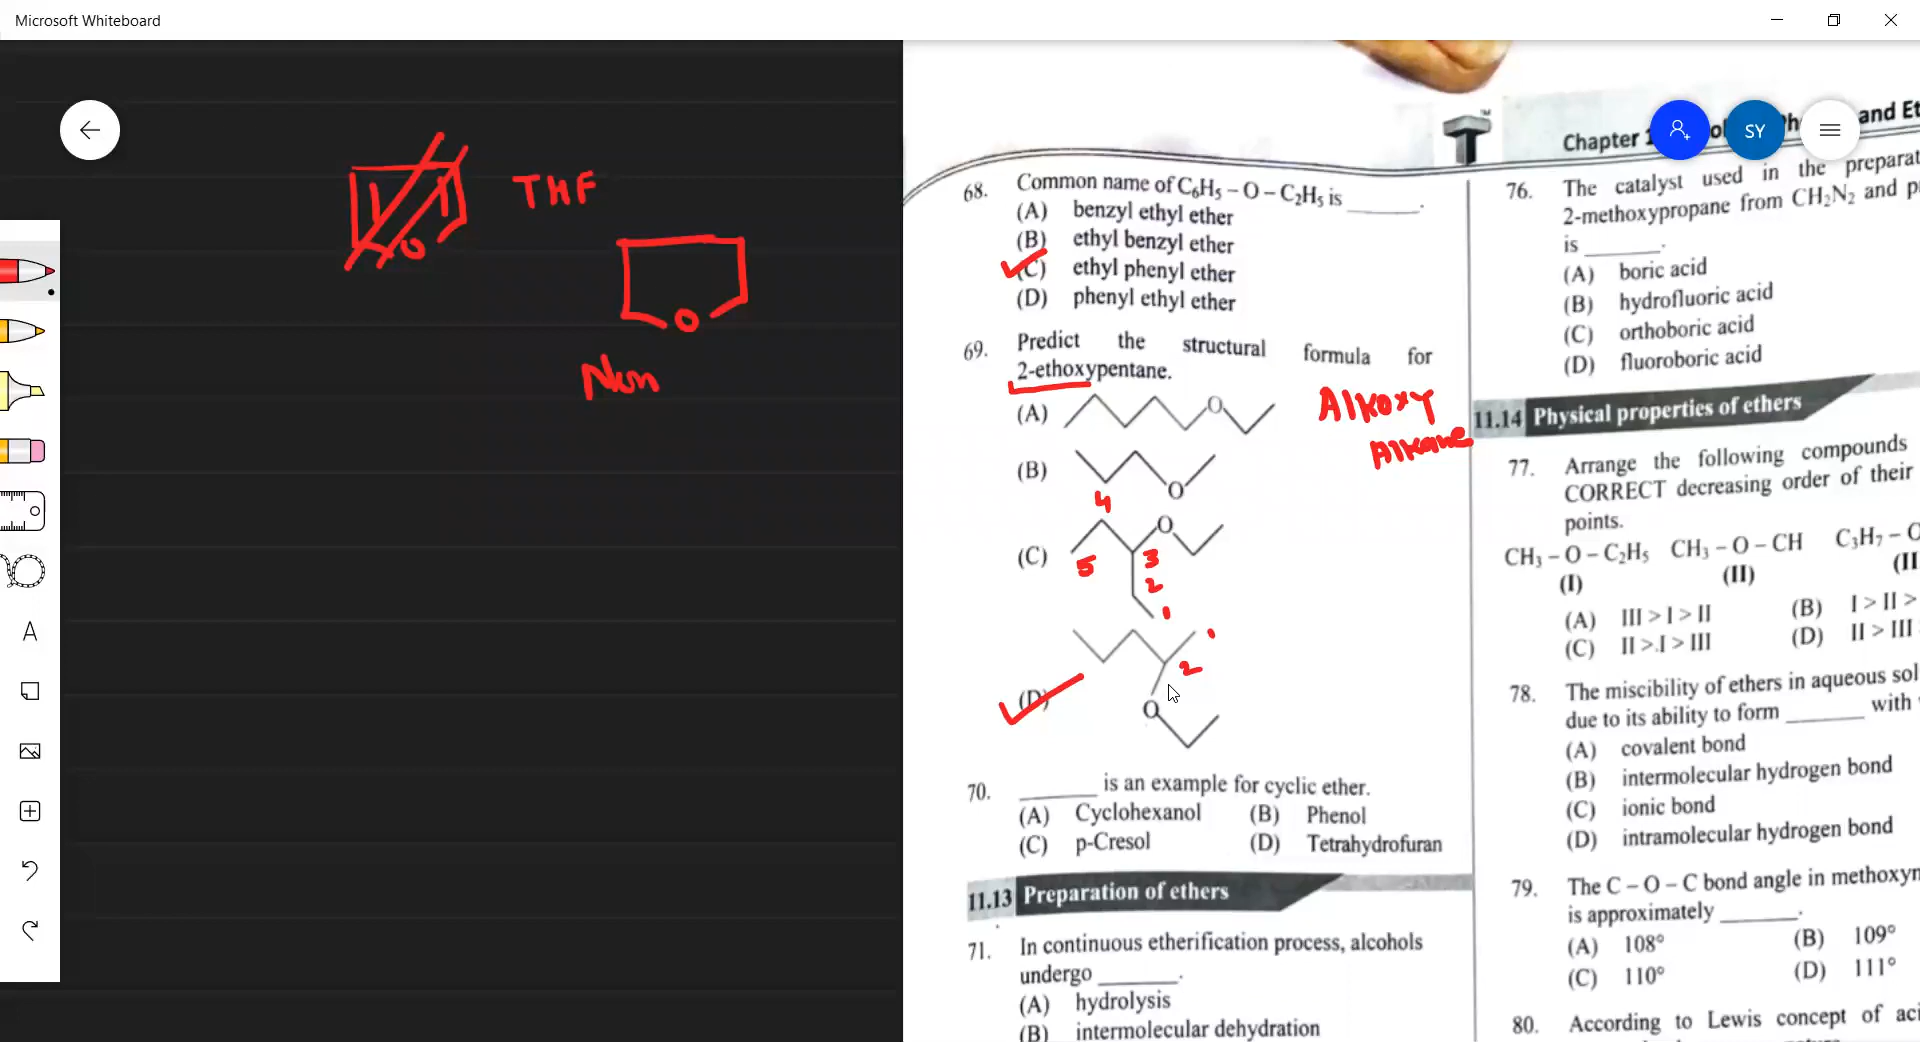 Microsoft Whiteboard
THF
Num
SY
Chapter
and Et
68. Common name of C₆H₅ – O – C₂H₅ is ______.
(A) benzyl ethyl ether
(B) ethyl benzyl ether
(C) ethyl phenyl ether
(D) phenyl ethyl ether
69. Predict the structural formula for
2-ethoxypentane.
(A) O
(B) O
(C) O
(D) O
Alkoxy
Alkane
4
5
3
2
1
1
2
70. ______ is an example for cyclic ether.
(A) Cyclohexanol (B) Phenol
(C) p-Cresol (D) Tetrahydrofuran
11.13 Preparation of ethers
71. In continuous etherification process, alcohols
undergo ______.
(A) hydrolysis
(B) intermolecular dehydration
76. The catalyst used in the preparat
2-methoxypropane from CH₂N₂ and p
is ______.
(A) boric acid
(B) hydrofluoric acid
(C) orthoboric acid
(D) fluoroboric acid
11.14 Physical properties of ethers
77. Arrange the following compounds
CORRECT decreasing order of their
points.
CH₃ – O – C₂H₅ CH₃ – O – CH C₃H₇ – O
(I) (II) (II
(A) III > I > II (B) I > II >
(C) II > I > III (D) II > III
78. The miscibility of ethers in aqueous sol
due to its ability to form ______ with
(A) covalent bond
(B) intermolecular hydrogen bond
(C) ionic bond
(D) intramolecular hydrogen bond
79. The C – O – C bond angle in methoxym
is approximately ______.
(A) 108° (B) 109°
(C) 110° (D) 111°
80. According to Lewis concept of aci